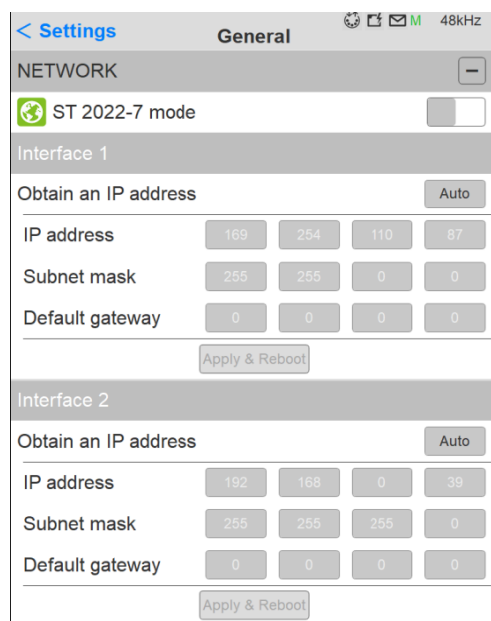 < Settings
General
M 48kHz
NETWORK
ST 2022-7 mode
Interface 1
Obtain an IP address Auto
IP address 169 254 110 87
Subnet mask 255 255 0 0
Default gateway 0 0 0 0
Apply & Reboot
Interface 2
Obtain an IP address Auto
IP address 192 168 0 39
Subnet mask 255 255 255 0
Default gateway 0 0 0 0
Apply & Reboot